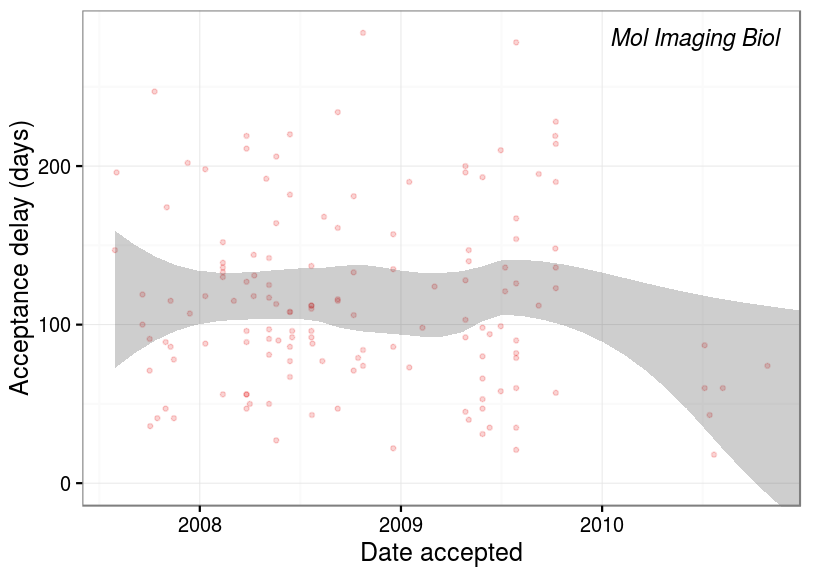 Mol Imaging Biol
Acceptance delay (days)
200
100
0
2008 2009 2010
Date accepted